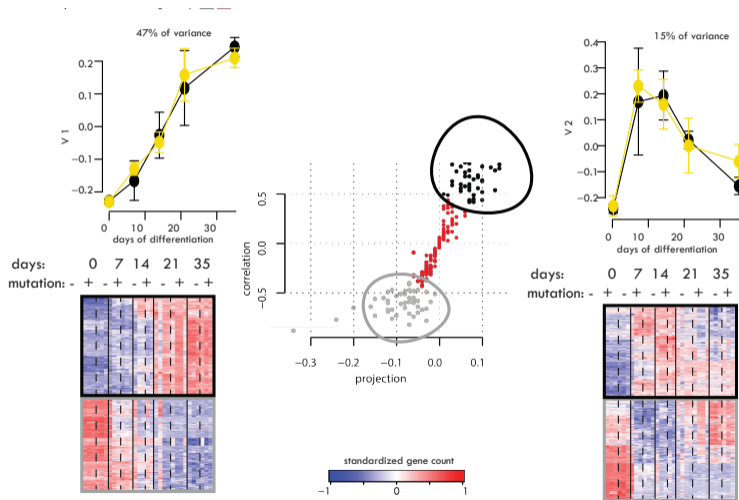 47% of variance
0.2
0.1
0.0
−0.1
−0.2
V 1
0 10 20 30
days of differentiation
days: 0 7 14 21 35
mutation: - + - + - + - + - +
0.5
0.0
−0.5
correlation
−0.3 −0.2 −0.1 0.0 0.1
projection
15% of variance
0.4
0.3
0.2
0.1
0.0
−0.1
−0.2
V 2
0 10 20 30
days of differentiation
days: 0 7 14 21 35
mutation: - + - + - + - + - +
standardized gene count
−1 0 1